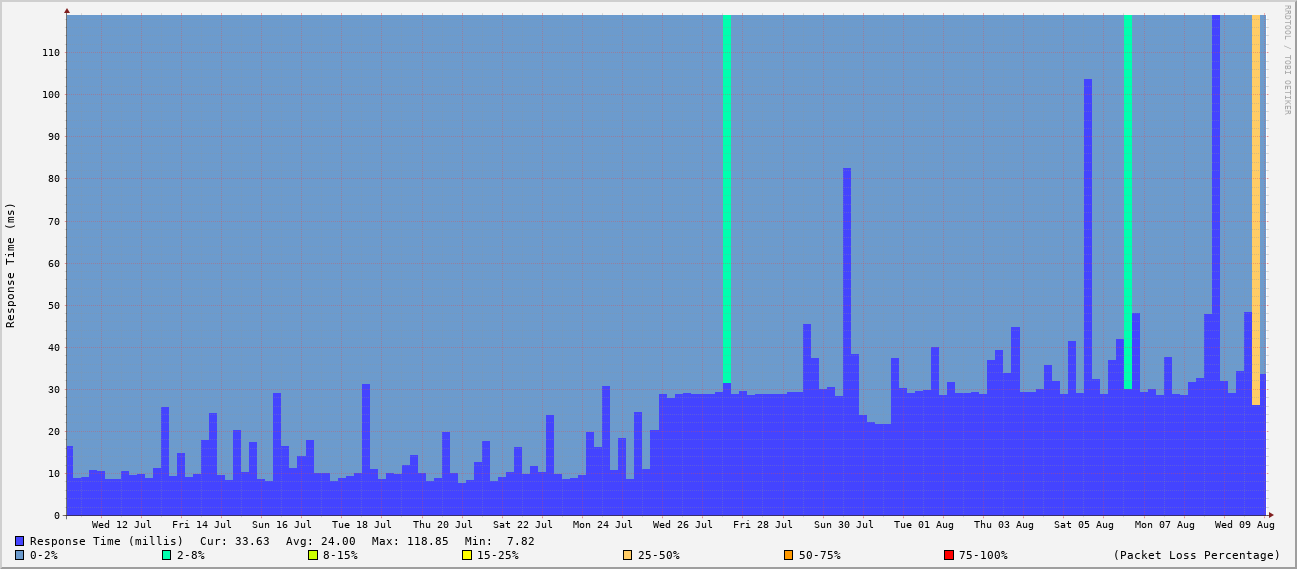 RRDTOOL / TOBI OETIKER
Response Time (ms)
110
100
90
80
70
60
50
40
30
20
10
0
Wed 12 Jul Fri 14 Jul Sun 16 Jul Tue 18 Jul Thu 20 Jul Sat 22 Jul Mon 24 Jul Wed 26 Jul Fri 28 Jul Sun 30 Jul Tue 01 Aug Thu 03 Aug Sat 05 Aug Mon 07 Aug Wed 09 Aug
Response Time (millis) Cur: 33.63 Avg: 24.00 Max: 118.85 Min: 7.82
0-2% 2-8% 8-15% 15-25% 25-50% 50-75% 75-100% (Packet Loss Percentage)